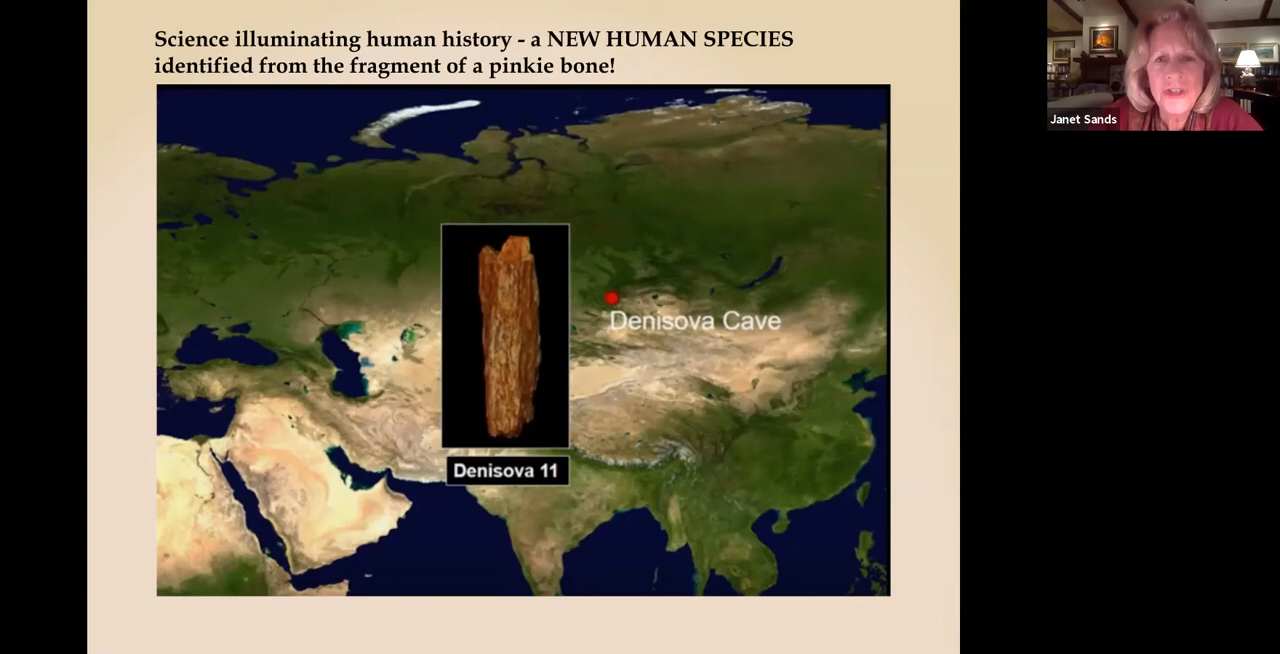 Science illuminating human history - a NEW HUMAN SPECIES
identified from the fragment of a pinkie bone!
Janet Sands
Denisova Cave
Denisova 11